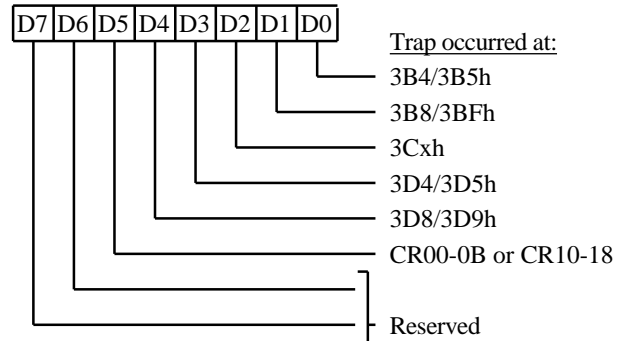 D7 D6 D5 D4 D3 D2 D1 D0
Trap occurred at:
3B4/3B5h
3B8/3BFh
3Cxh
3D4/3D5h
3D8/3D9h
CR00-0B or CR10-18
Reserved